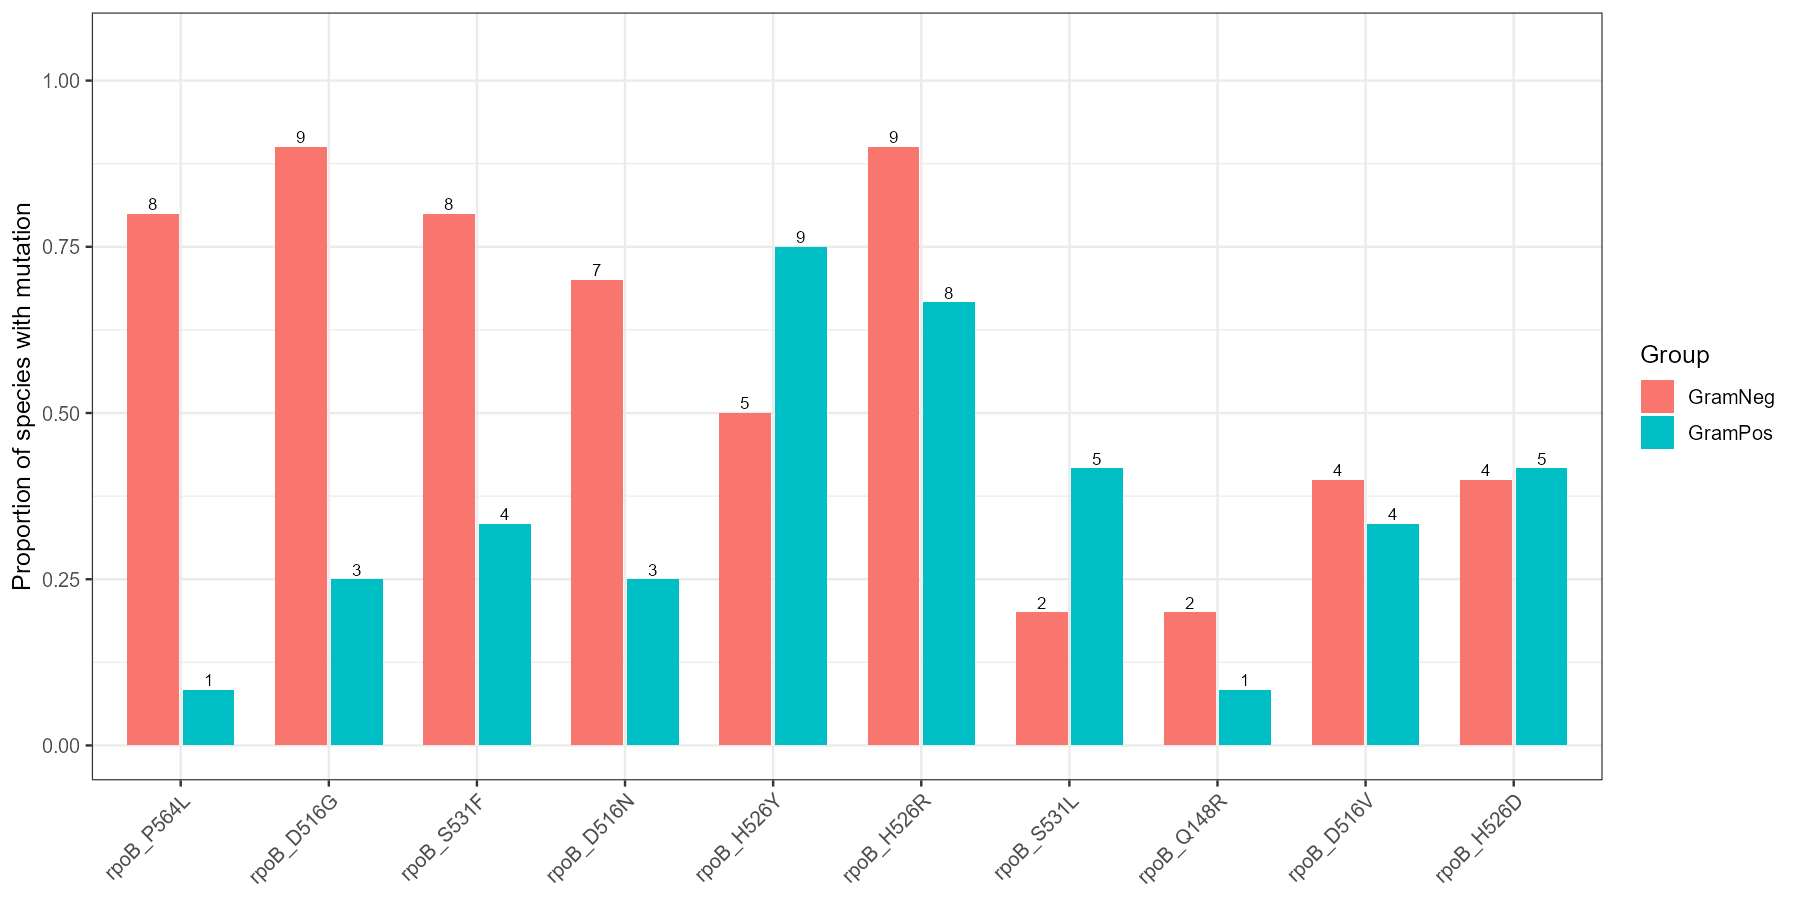 Proportion of species with mutation
1.00
0.75
0.50
0.25
0.00
8
1
9
3
8
4
7
3
5
9
9
8
2
5
2
1
4
4
4
5
rpoB_P564L
rpoB_D516G
rpoB_S531F
rpoB_D516N
rpoB_H526Y
rpoB_H526R
rpoB_S531L
rpoB_Q148R
rpoB_D516V
rpoB_H526D
Group
GramNeg
GramPos